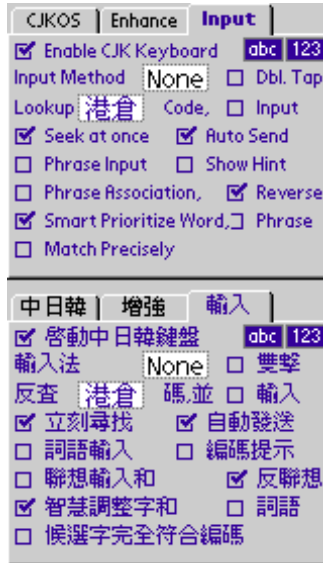 CJKOS Enhance Input
Enable CJK Keyboard abc 123
Input Method None Dbl. Tap
Lookup 港倉 Code, Input
Seek at once Auto Send
Phrase Input Show Hint
Phrase Association, Reverse
Smart Prioritize Word, Phrase
Match Precisely
中日韓 增強 輸入
啓動中日韓鍵盤 abc 123
輸入法 None 雙擊
反查 港倉 碼,並 輸入
立刻尋找 自動發送
詞語輸入 編碼提示
聯想輸入和 反聯想
智慧調整字和 詞語
候選字完全符合編碼